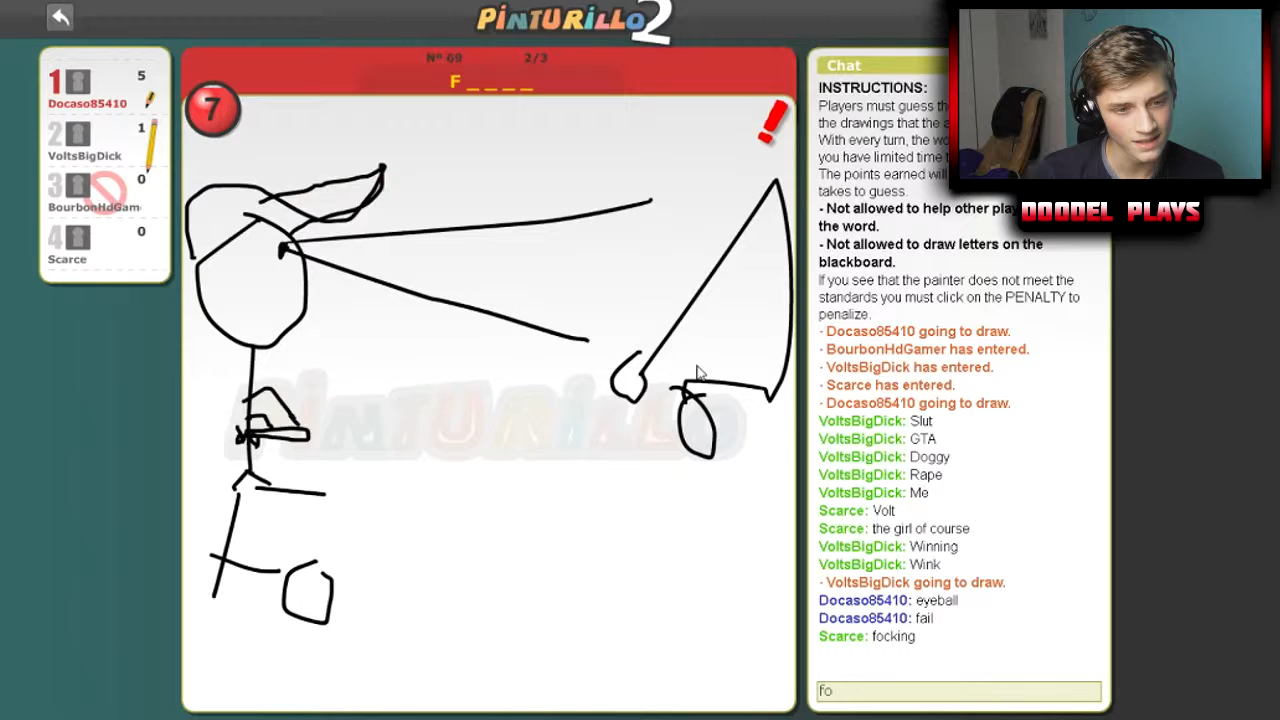 PINTURILLO 2
Nº 69 2/3
F _ _ _ _
7
1 5
Docaso85410
2 1
VoltsBigDick
3 0
BourbonHdGam
4 0
Scarce
PINTURILLO
Chat
INSTRUCTIONS:
Players must guess the
the drawings that the a
With every turn, the wo
you have limited time t
The points earned will
takes to guess.
- Not allowed to help other play
the word.
- Not allowed to draw letters on the
blackboard.
If you see that the painter does not meet the
standards you must click on the PENALTY to
penalize.
· Docaso85410 going to draw.
· BourbonHdGamer has entered.
· VoltsBigDick has entered.
· Scarce has entered.
· Docaso85410 going to draw.
VoltsBigDick: Slut
VoltsBigDick: GTA
VoltsBigDick: Doggy
VoltsBigDick: Rape
VoltsBigDick: Me
Scarce: Volt
Scarce: the girl of course
VoltsBigDick: Winning
VoltsBigDick: Wink
· VoltsBigDick going to draw.
Docaso85410: eyeball
Docaso85410: fail
Scarce: focking
fo
DOODEL PLAYS